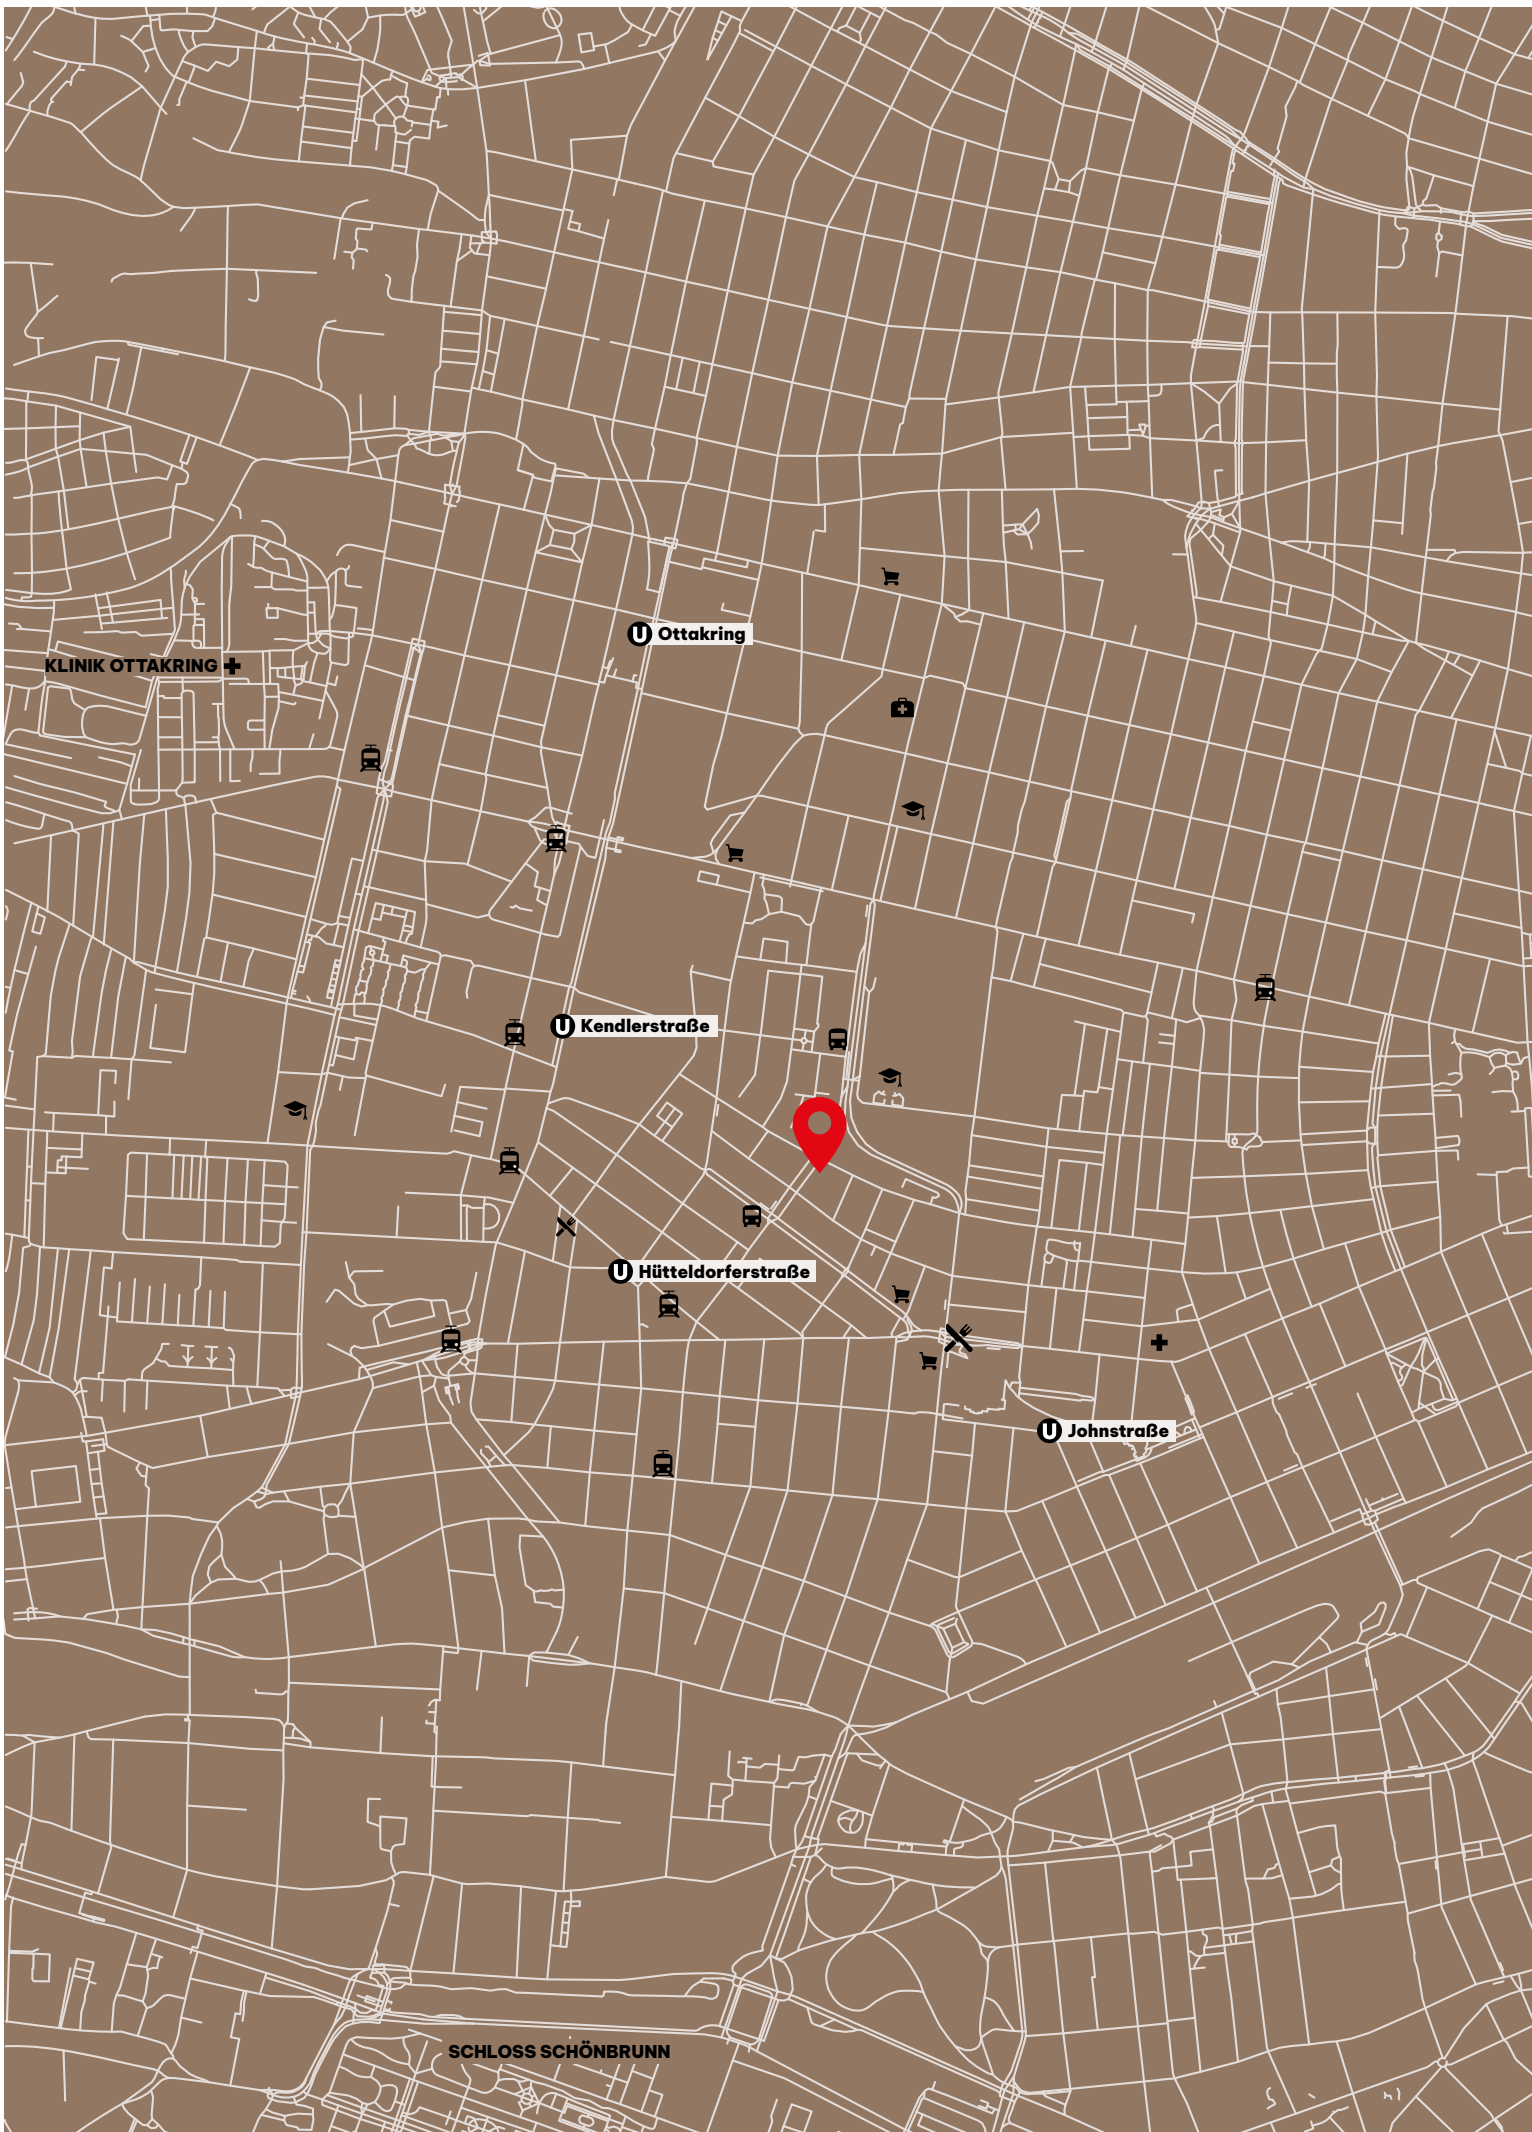 U Ottakring
KLINIK OTTAKRING
U Kendlerstraße
U Hütteldorferstraße
U Johnstraße
SCHLOSS SCHÖNBRUNN